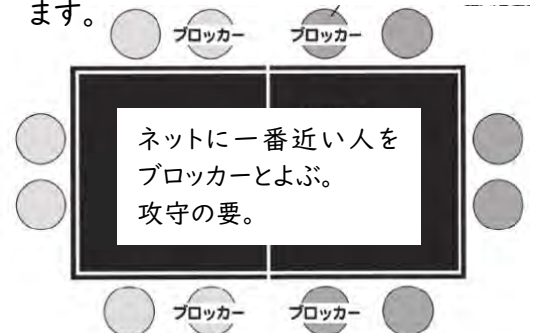 ます。
ブロッカー ブロッカー
ネットに一番近い人を
ブロッカーとよぶ。
攻守の要。
ブロッカー ブロッカー